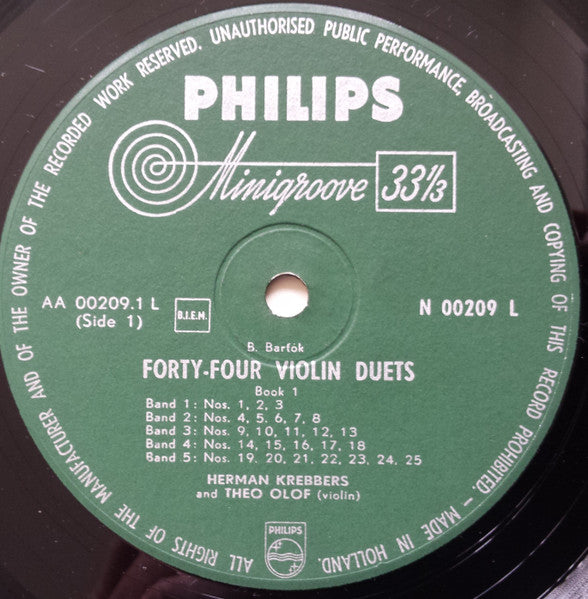 ALL RIGHTS OF THE MANUFACTURER AND OF THE OWNER OF THE RECORDED WORK RESERVED. UNAUTHORISED PUBLIC PERFORMANCE, BROADCASTING AND COPYING OF THIS RECORD PROHIBITED. – MADE IN HOLLAND.
PHILIPS
Minigroove 33⅓
AA 00209.1 L
(Side 1)
B.I.E.M.
N 00209 L
B. Bartók
FORTY-FOUR VIOLIN DUETS
Book 1
Band 1: Nos. 1, 2, 3
Band 2: Nos. 4, 5, 6, 7, 8
Band 3: Nos. 9, 10, 11, 12, 13
Band 4: Nos. 14, 15, 16, 17, 18
Band 5: Nos. 19, 20, 21, 22, 23, 24, 25
HERMAN KREBBERS
and THEO OLOF (violin)
PHILIPS